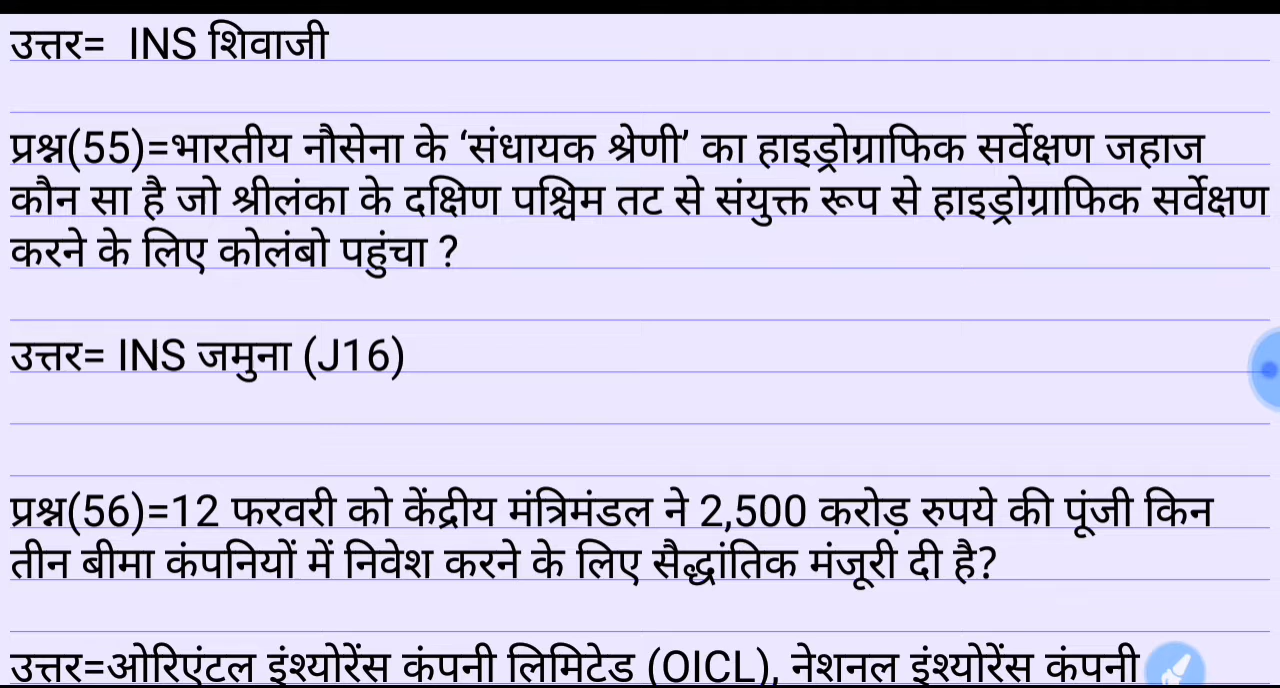 उत्तर= INS शिवाजी
प्रश्न(55)=भारतीय नौसेना के ‘संधायक श्रेणी’ का हाइड्रोग्राफिक सर्वेक्षण जहाज
कौन सा है जो श्रीलंका के दक्षिण पश्चिम तट से संयुक्त रूप से हाइड्रोग्राफिक सर्वेक्षण
करने के लिए कोलंबो पहुंचा ?
उत्तर= INS जमुना (J16)
प्रश्न(56)=12 फरवरी को केंद्रीय मंत्रिमंडल ने 2,500 करोड़ रुपये की पूंजी किन
तीन बीमा कंपनियों में निवेश करने के लिए सैद्धांतिक मंजूरी दी है?
उत्तर=ओरिएंटल इंश्योरेंस कंपनी लिमिटेड (OICL), नेशनल इंश्योरेंस कंपनी